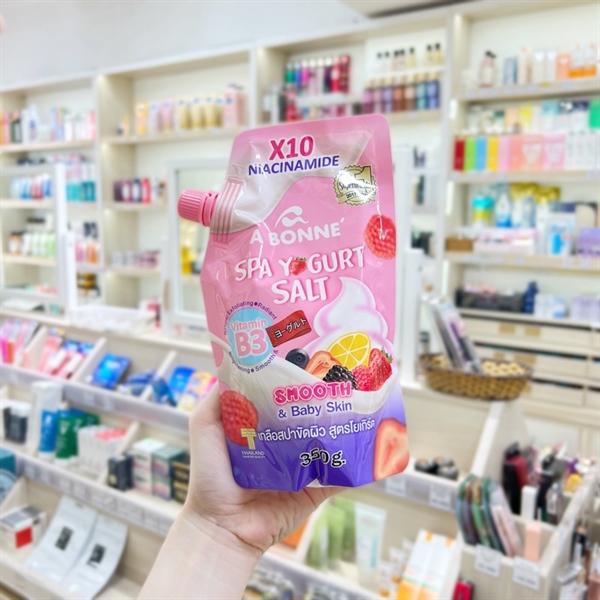 X10
NiACINAMIDE
A BONNE'
SPA YOGURT
SALT
Exfoliating • Radiant
Vitamin
B3
ヨーグルト
SMOOTH
& Baby Skin
เกลือสปาขัดผิว สูตรโยเกิร์ต
THAILAND
350 g.